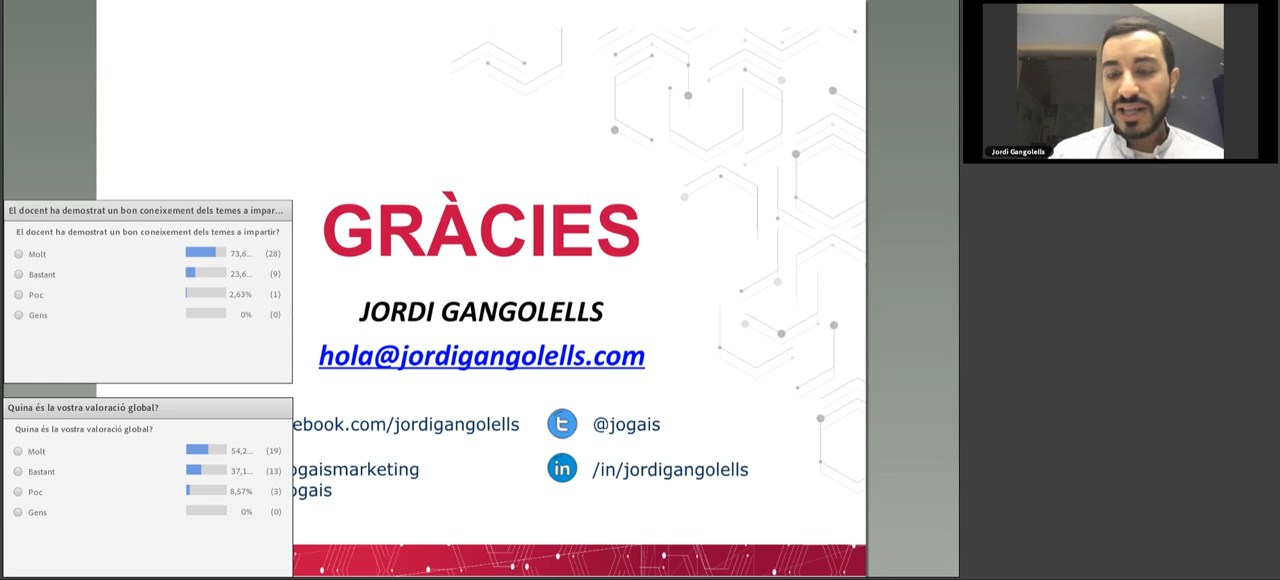 Jordi Gangolells
El docent ha demostrat un bon coneixement dels temes a impar...
El docent ha demostrat un bon coneixement dels temes a impartir?
Molt 73,6... (28)
Bastant 23,6... (9)
Poc 2,63% (1)
Gens 0% (0)
GRÀCIES
JORDI GANGOLELLS
hola@jordigangolells.com
Quina és la vostra valoració global?
Quina és la vostra valoració global?
Molt 54,2... (19)
Bastant 37,1... (13)
Poc 8,57% (3)
Gens 0% (0)
ebook.com/jordigangolells
@jogais
ogaismarketing
ogais
in /in/jordigangolells